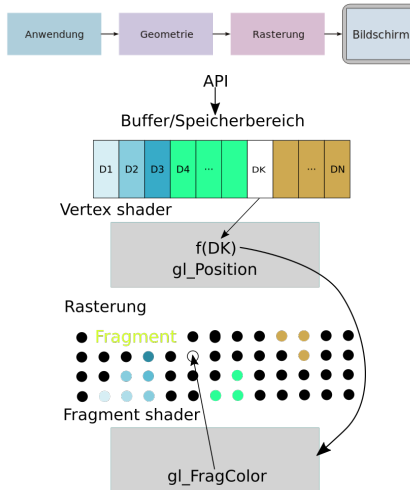 Anwendung Geometrie Rasterung Bildschirm
API
Buffer/Speicherbereich
D1 D2 D3 D4 ... DK ... DN
Vertex shader
f(DK)
gl_Position
Rasterung
Fragment
Fragment shader
gl_FragColor